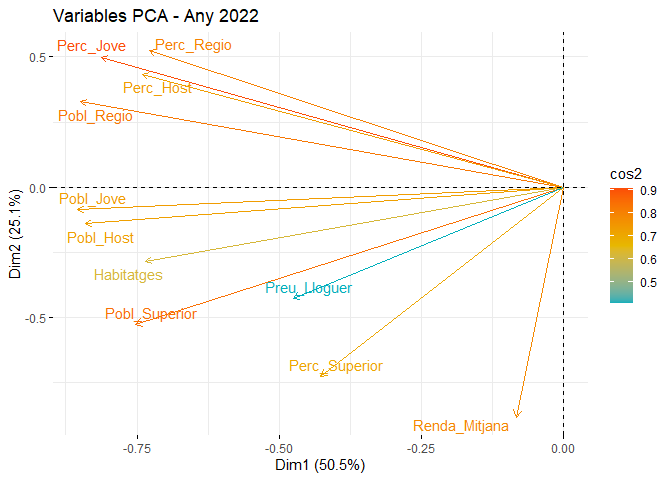 Variables PCA - Any 2022
Perc_Jove
Perc_Regio
Perc_Host
Pobl_Regio
Pobl_Jove
Pobl_Host
Habitatges
Preu_Lloguer
Pobl_Superior
Perc_Superior
Renda_Mitjana
0.5
0.0
-0.5
Dim2 (25.1%)
-0.75
-0.50
-0.25
0.00
Dim1 (50.5%)
cos2
0.9
0.8
0.7
0.6
0.5